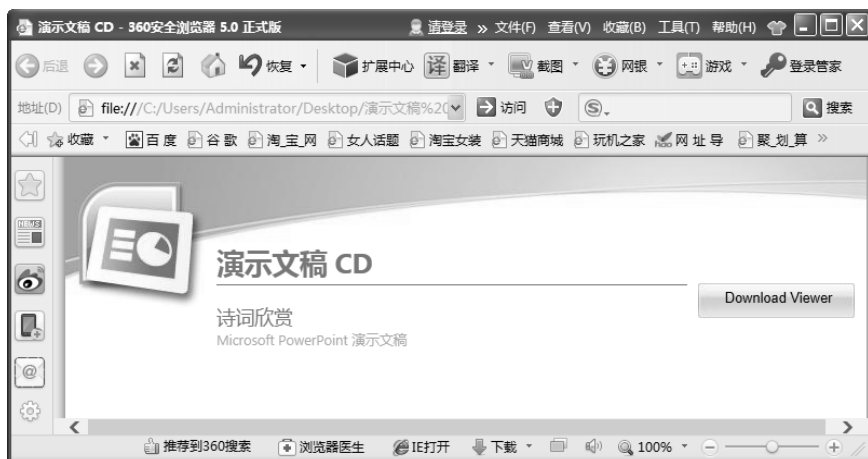 演示文稿 CD - 360安全浏览器 5.0 正式版 请登录 » 文件(F) 查看(V) 收藏(B) 工具(T) 帮助(H)
后退 恢复 扩展中心 译 翻译 截图 网银 游戏 登录管家
地址(D) file:///C:/Users/Administrator/Desktop/演示文稿%20 访问 搜索
收藏 百度 谷歌 淘_宝_网 女人话题 淘宝女装 天猫商城 玩机之家 网址导 聚_划_算 »
NEWS
演示文稿 CD
Download Viewer
诗词欣赏
Microsoft PowerPoint 演示文稿
推荐到360搜索 浏览器医生 IE打开 下载 100%